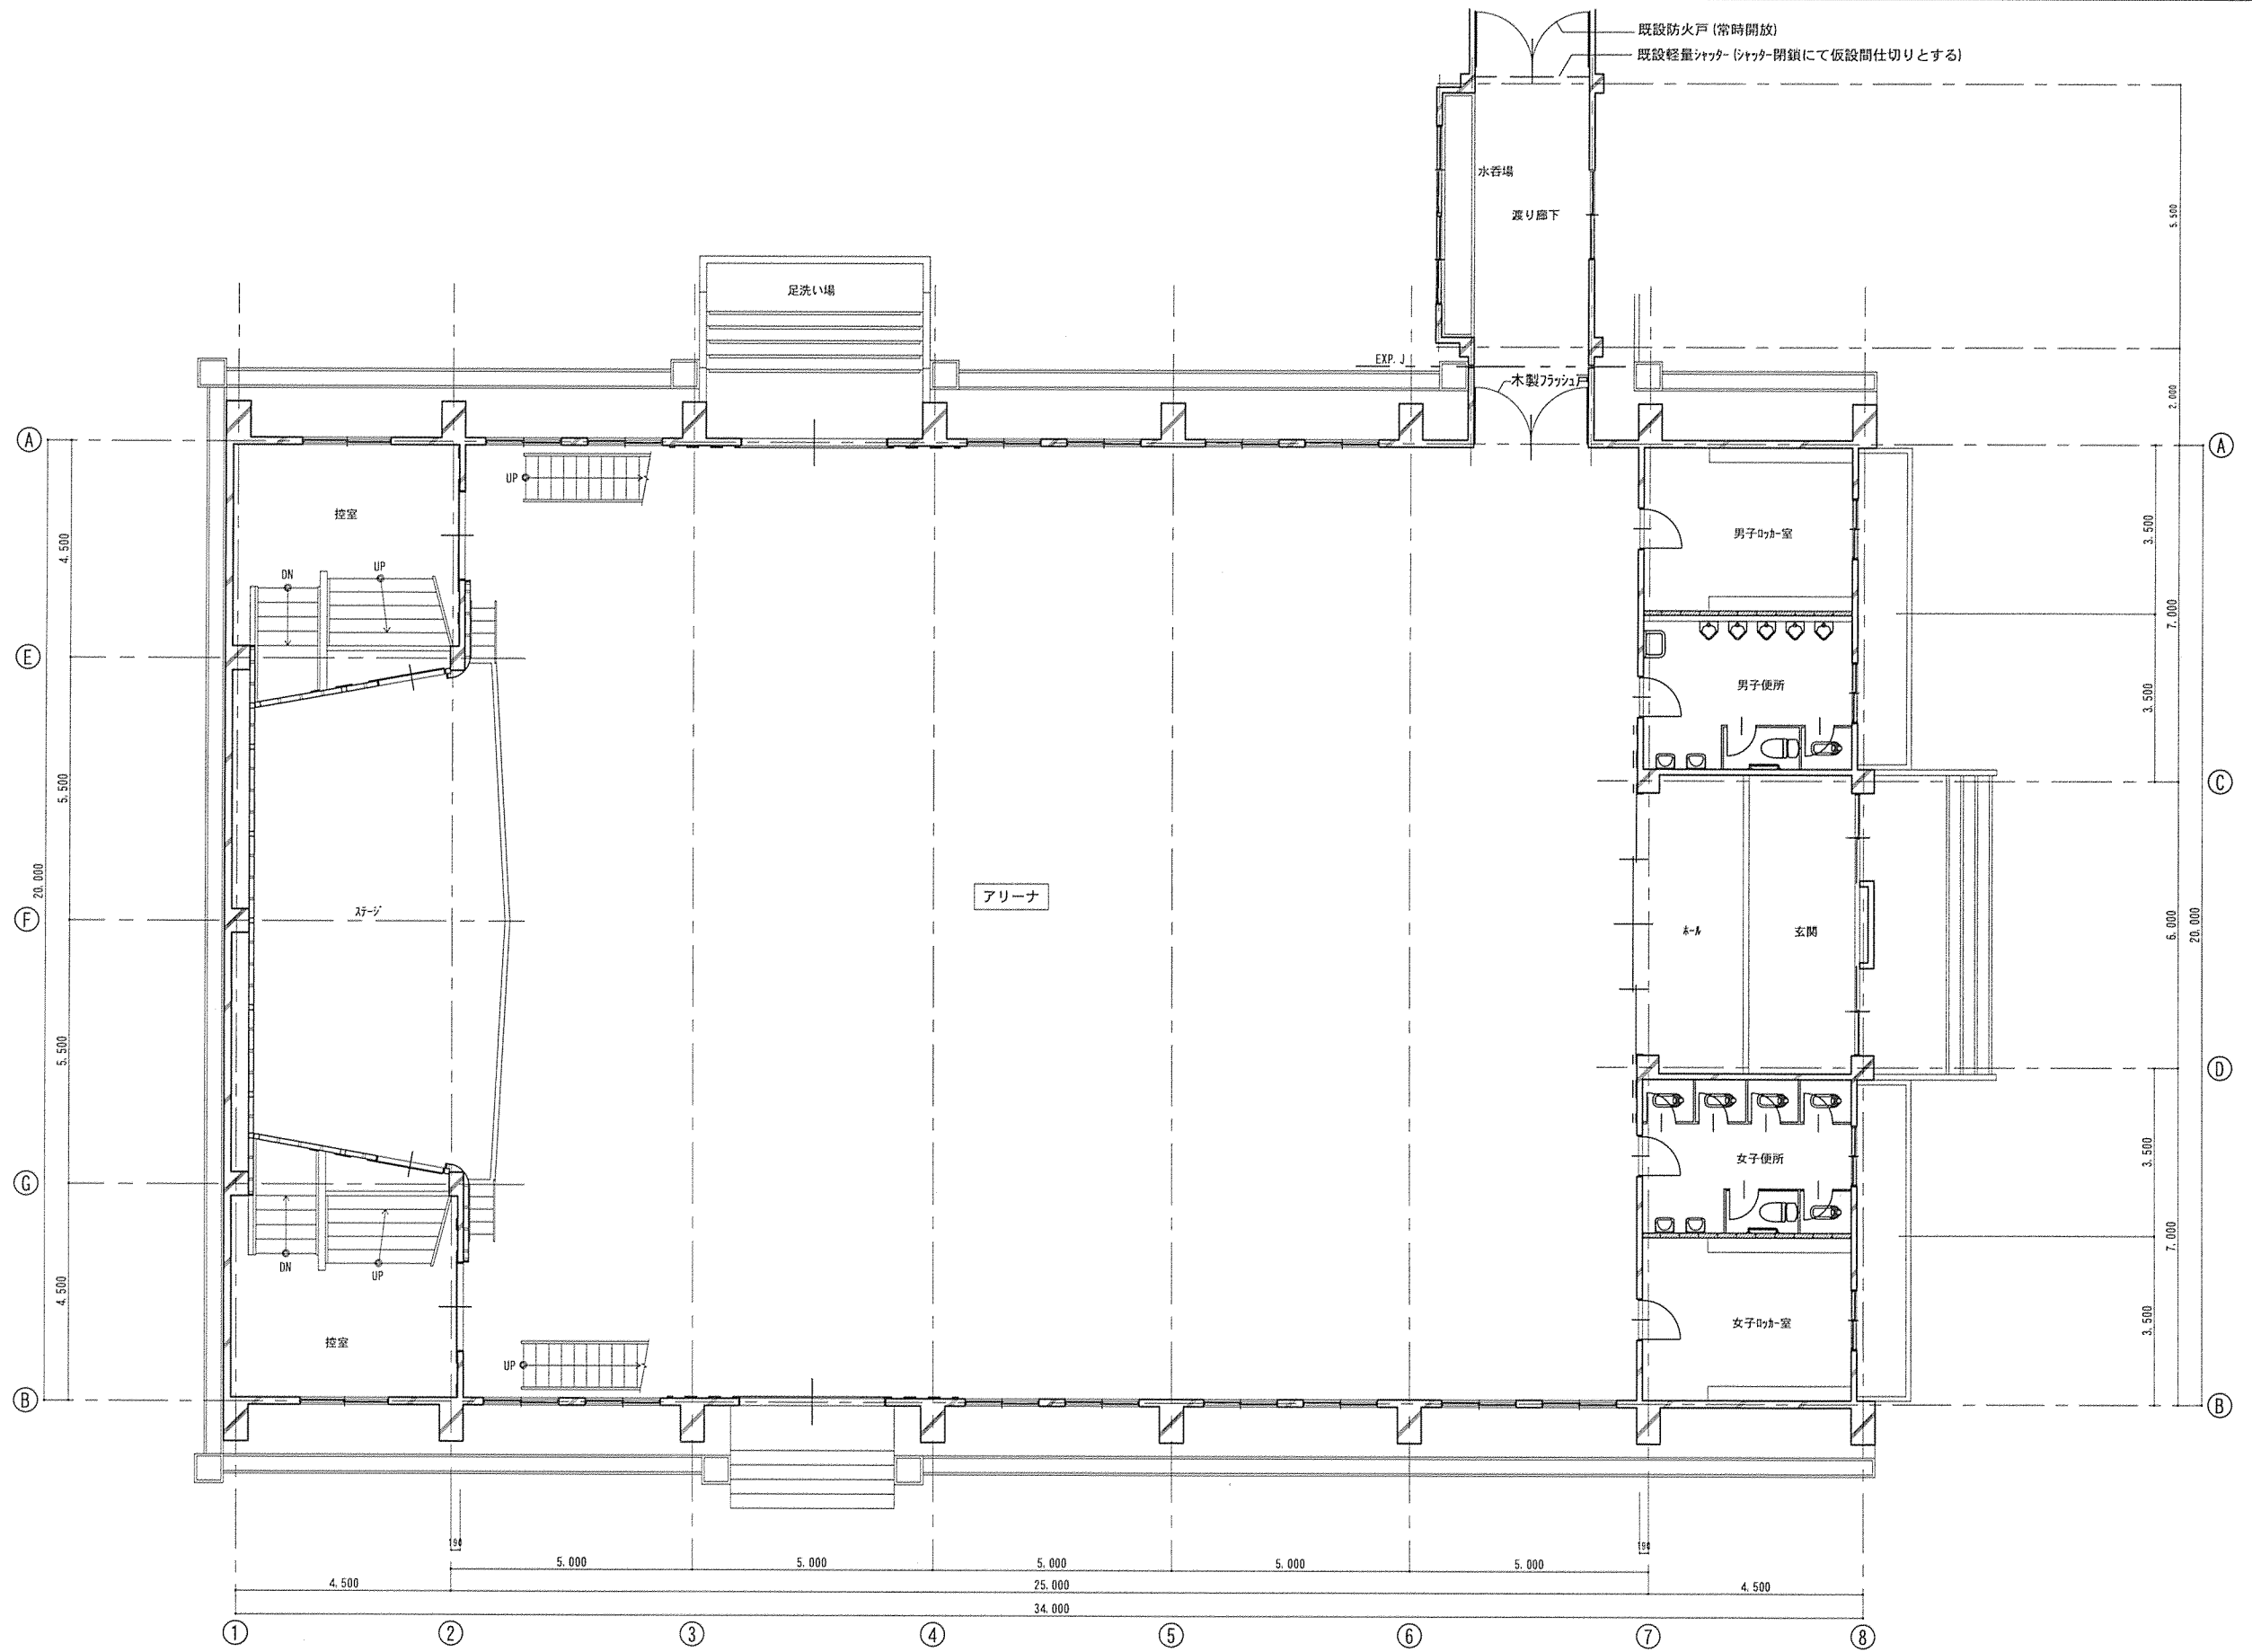 既設防火戸 (常時開放)
既設軽量シャッター (シャッター閉鎖にて仮設間仕切りとする)
水呑場
渡り廊下
5.500
足洗い場
EXP. J
木製フラッシュ戸
2.000
A
A
UP
控室
4.500
男子ロッカー室
3.500
DN
UP
7.000
E
男子便所
3.500
5.500
C
20.000
アリーナ
F
ステージ
ホール
玄関
6.000
20.000
5.500
D
女子便所
3.500
G
7.000
4.500
DN
UP
女子ロッカー室
3.500
控室
UP
B
B
190
190
5.000
5.000
5.000
5.000
5.000
4.500
25.000
4.500
34.000
1
2
3
4
5
6
7
8